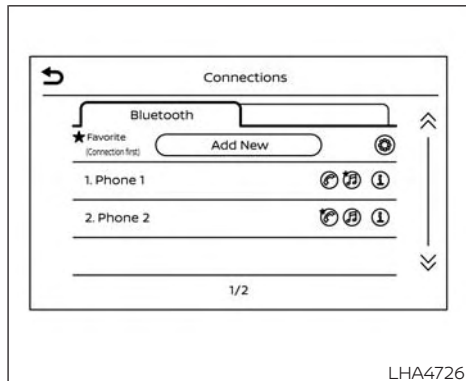 Connections
Bluetooth
★Favorite
(Connection first)
Add New
1. Phone 1
2. Phone 2
1/2
LHA4726